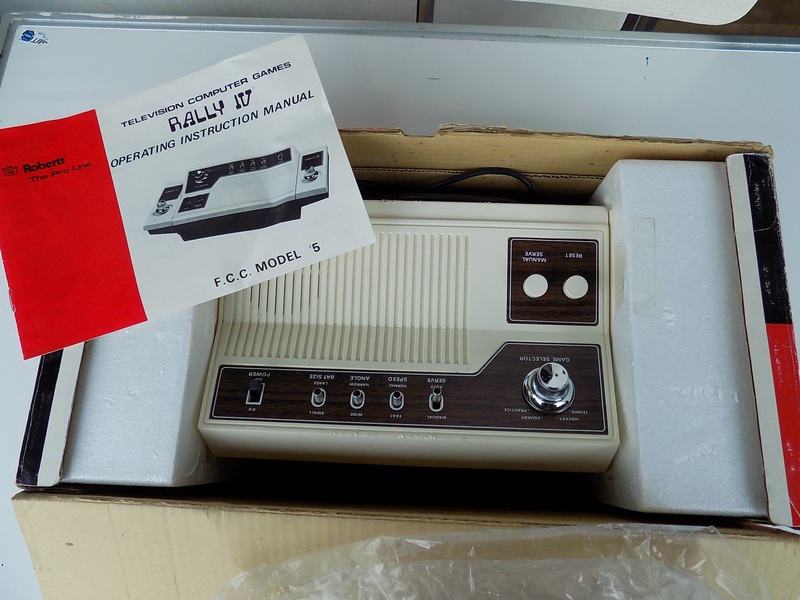 TELEVISION COMPUTER GAMES
RALLY IV
OPERATING INSTRUCTION MANUAL
Roberts
The Pro Line
F.C.C. MODEL '5
MANUAL
SERVE
RESET
GAME SELECTOR
TENNIS
HOCKEY
SQUASH
PRACTICE
SERVE
AUTO
MANUAL
SPEED
NORMAL
FAST
ANGLE
NARROW
WIDE
BAT SIZE
LARGE
SMALL
POWER
OFF
ON